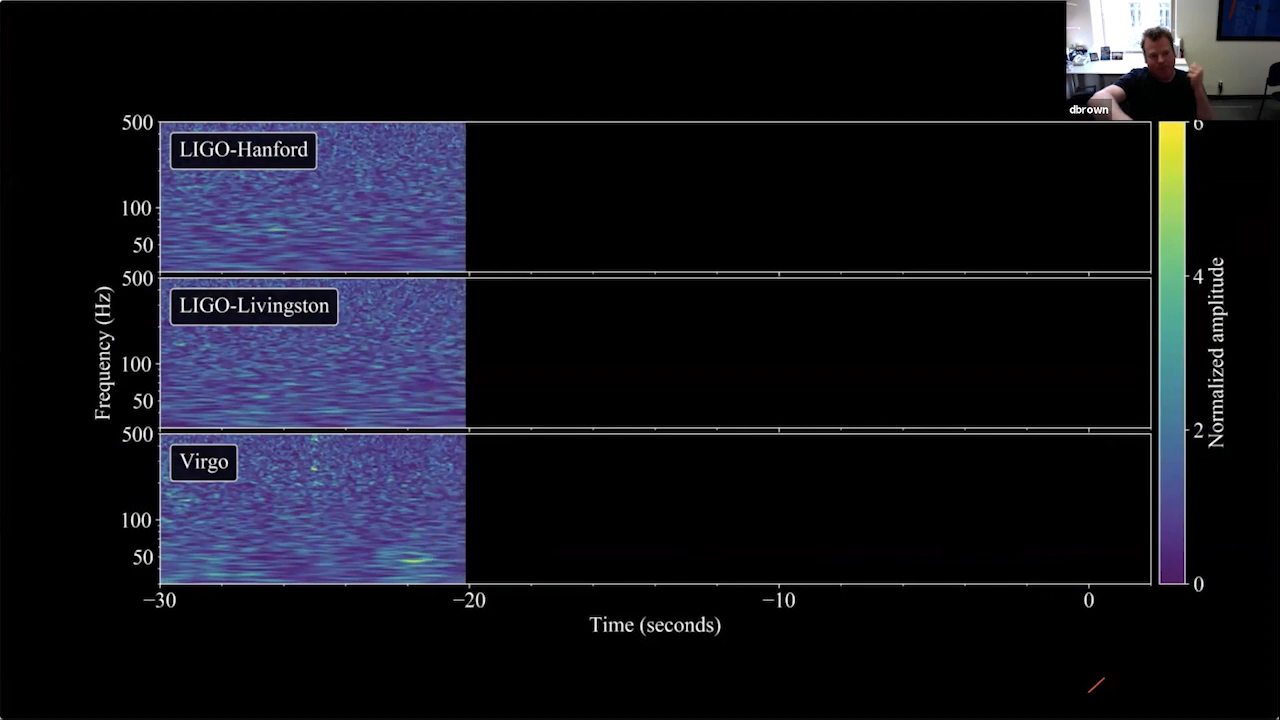 dbrown
500
100
50
LIGO-Hanford
500
100
50
LIGO-Livingston
500
100
50
Virgo
Frequency (Hz)
−30
−20
−10
0
Time (seconds)
6
4
2
0
Normalized amplitude